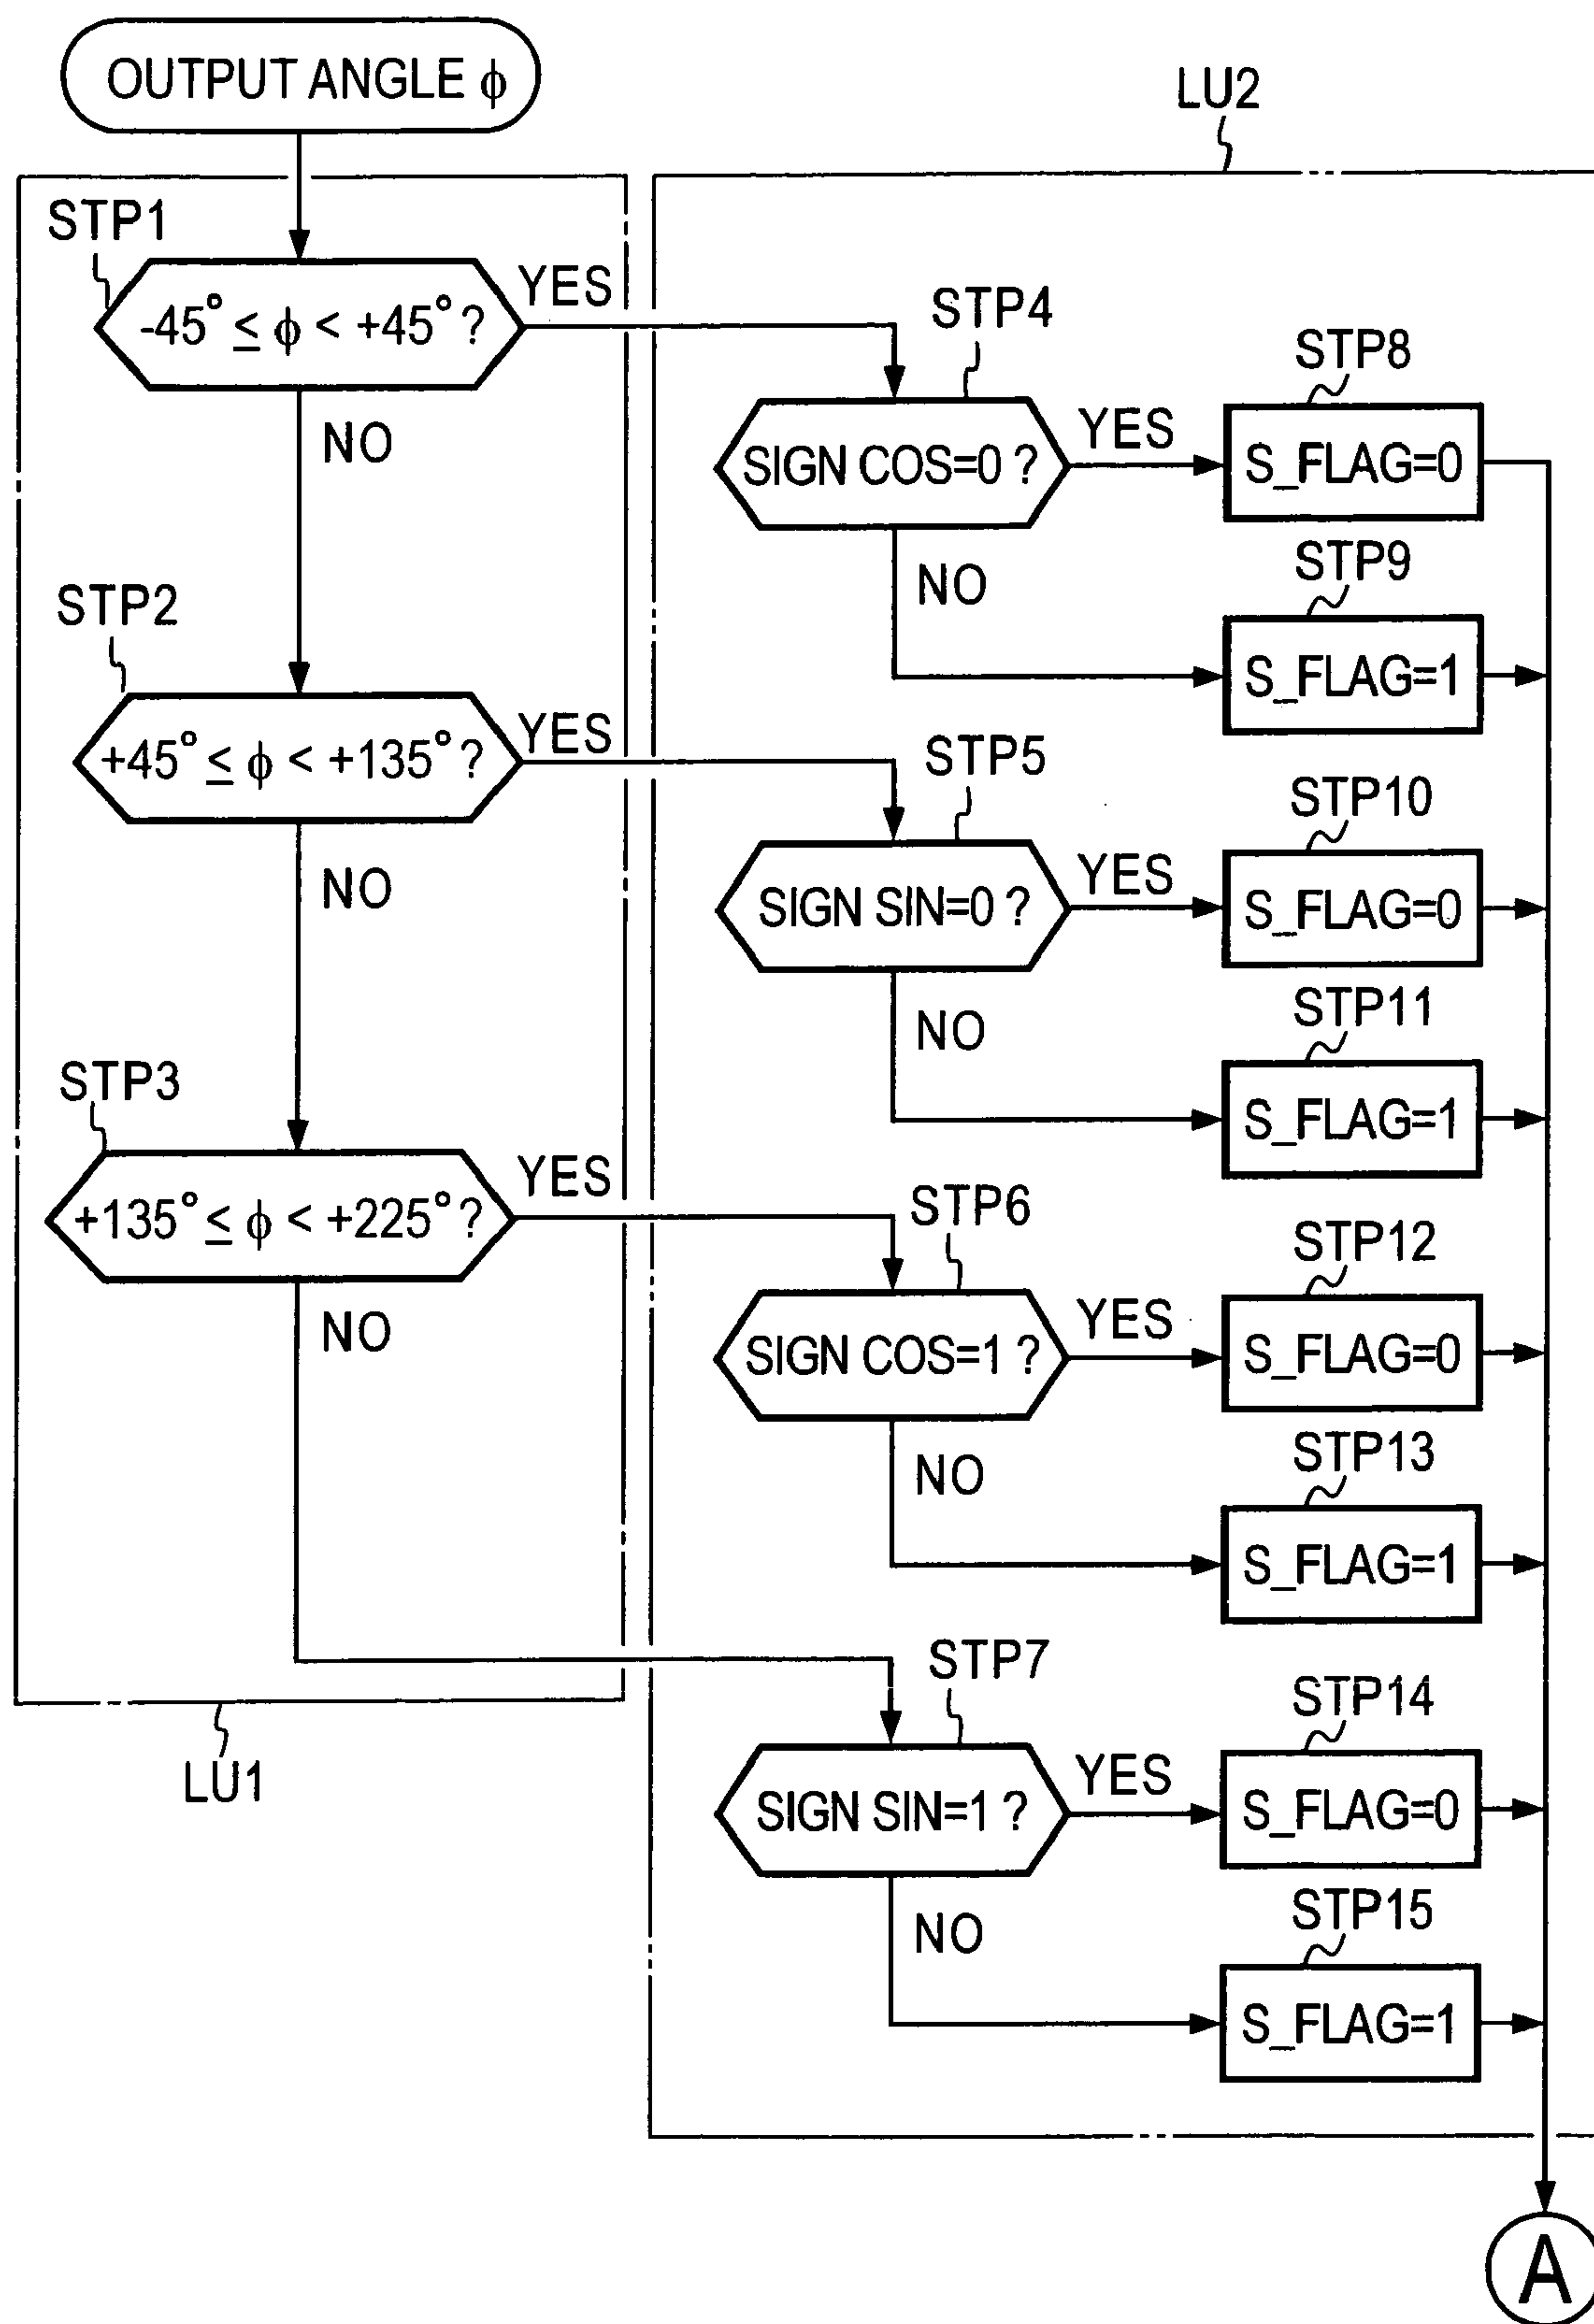 OUTPUT ANGLE ϕ
LU2
STP1
-45° ≤ ϕ < +45° ?
YES
NO
STP4
SIGN COS=0 ?
YES
NO
STP8
S_FLAG=0
STP9
S_FLAG=1
STP2
+45° ≤ ϕ < +135° ?
YES
NO
STP5
SIGN SIN=0 ?
YES
NO
STP10
S_FLAG=0
STP11
S_FLAG=1
STP3
+135° ≤ ϕ < +225° ?
YES
NO
STP6
SIGN COS=1 ?
YES
NO
STP12
S_FLAG=0
STP13
S_FLAG=1
STP7
SIGN SIN=1 ?
YES
NO
STP14
S_FLAG=0
STP15
S_FLAG=1
LU1
A